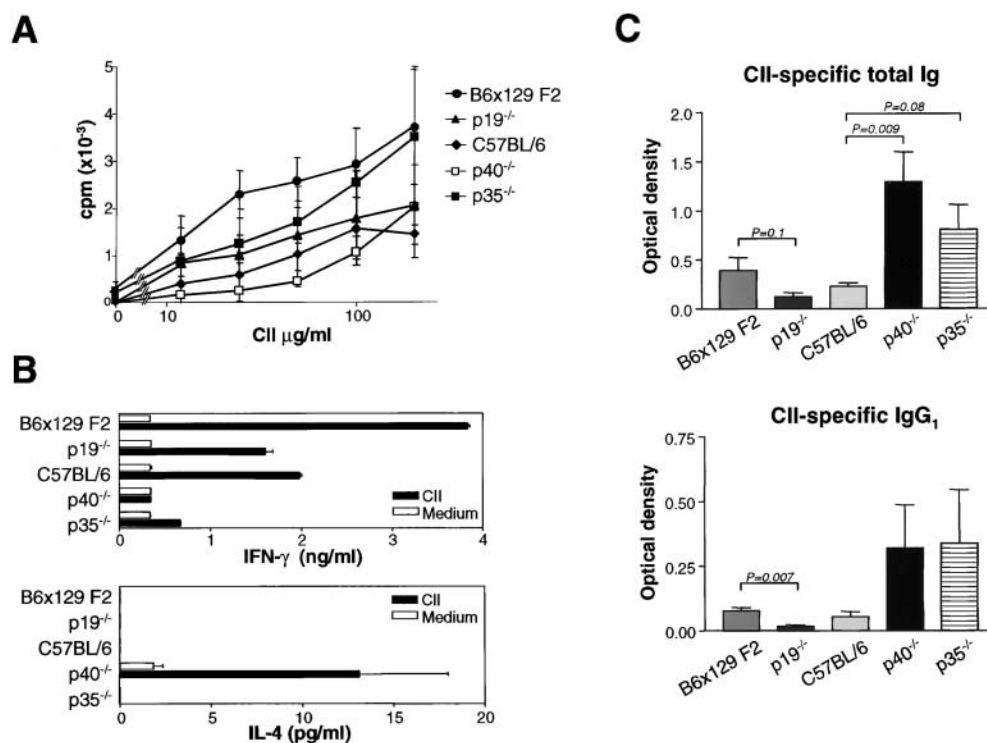 A
cpm (x10⁻³)
5
4
3
2
1
0
0
10
100
CII µg/ml
B6x129 F2
p19⁻/⁻
C57BL/6
p40⁻/⁻
p35⁻/⁻
B
B6x129 F2
p19⁻/⁻
C57BL/6
p40⁻/⁻
p35⁻/⁻
CII
Medium
0
1
2
3
4
IFN-γ (ng/ml)
B6x129 F2
p19⁻/⁻
C57BL/6
p40⁻/⁻
p35⁻/⁻
CII
Medium
0
5
10
15
20
IL-4 (pg/ml)
C
CII-specific total Ig
Optical density
2.0
1.5
1.0
0.5
0.0
P=0.1
P=0.08
P=0.009
B6x129 F2
p19⁻/⁻
C57BL/6
p40⁻/⁻
p35⁻/⁻
CII-specific IgG₁
Optical density
0.75
0.50
0.25
0.00
P=0.007
B6x129 F2
p19⁻/⁻
C57BL/6
p40⁻/⁻
p35⁻/⁻